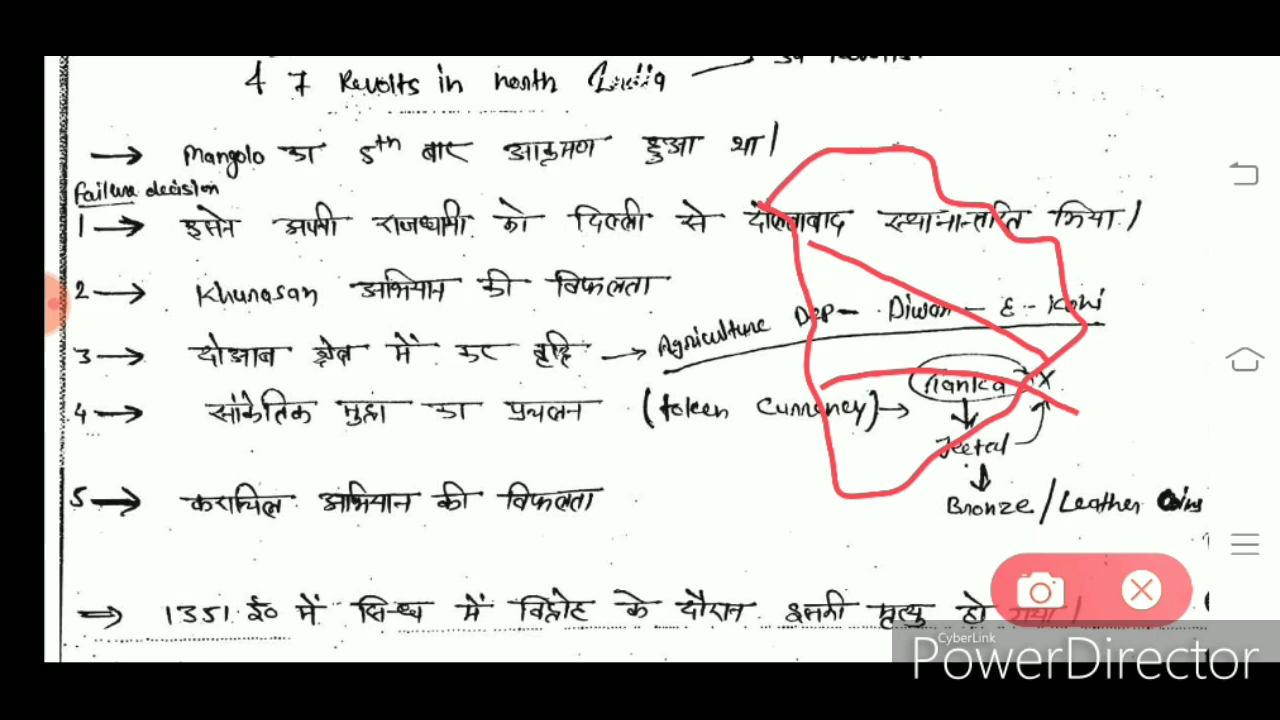 & 7 Revolts in north India → 
→ Mangolo का 5th बार आक्रमण हुआ था।
Failure decision
1 → इसने अपनी राजधानी को दिल्ली से दौलताबाद स्थानान्तरित किया।
2 → Khurasan अभियान की विफलता
3 → दोआब क्षेत्र में कर वृद्धि → Agriculture Dep - Diwan - E - Kohi
4 → सांकेतिक मुद्रा का प्रचलन (token currency) → Tanka X
Jeetal
5 → कराचिल अभियान की विफलता
Bronze / Leather Coins
⇒ 1351 ई० में सिन्ध में विद्रोह के दौरान इसकी मृत्यु हो गया।
CyberLink
PowerDirector